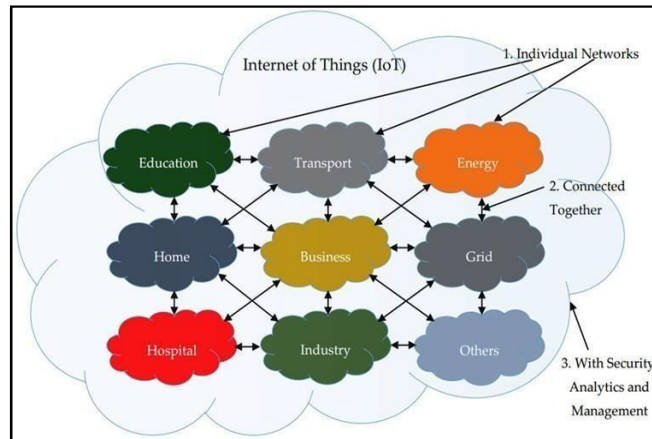 Internet of Things (IoT)
1. Individual Networks
Education
Transport
Energy
2. Connected
Together
Home
Business
Grid
Hospital
Industry
Others
3. With Security
Analytics and
Management